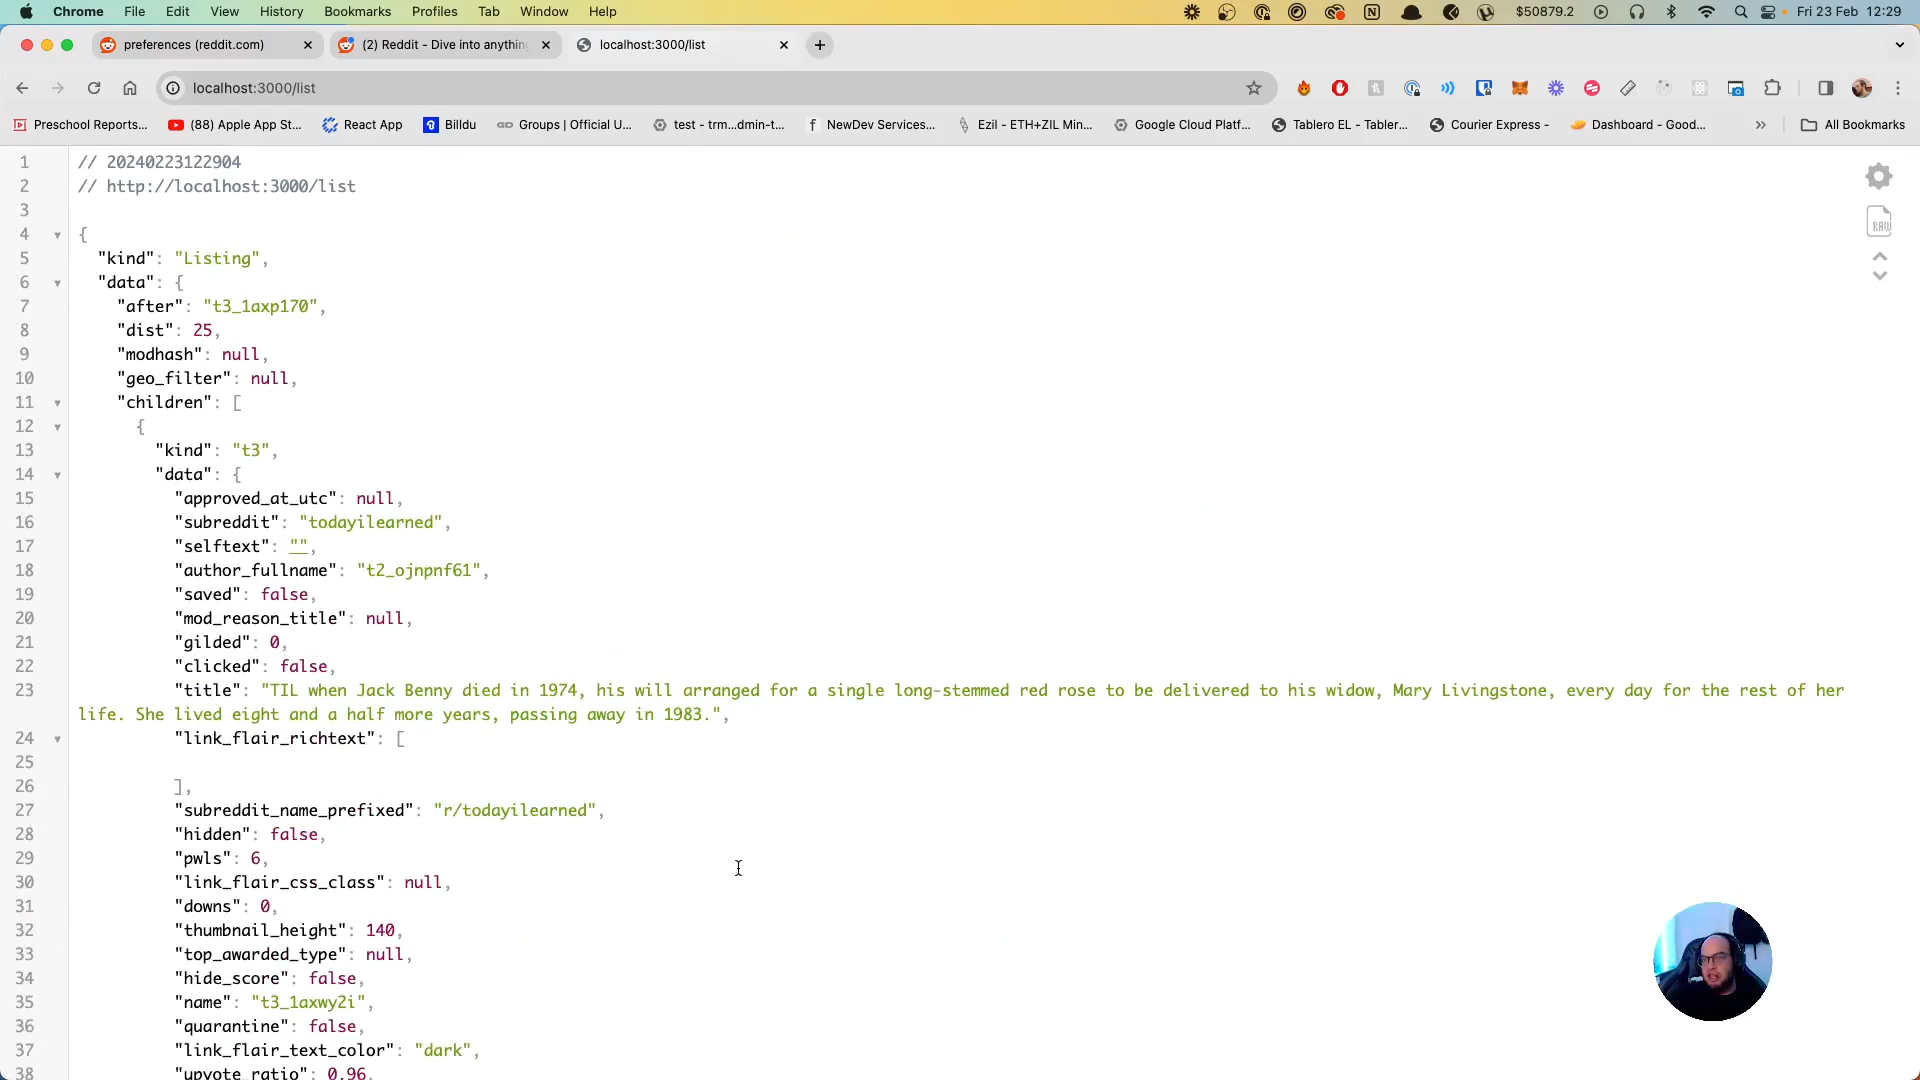 Chrome File Edit View History Bookmarks Profiles Tab Window Help $50879.2 Fri 23 Feb 12:29
preferences (reddit.com) (2) Reddit - Dive into anythin localhost:3000/list
localhost:3000/list
Preschool Reports... (88) Apple App St... React App Billdu Groups | Official U... test - trm...dmin-t... NewDev Services... Ezil - ETH+ZIL Min... Google Cloud Platf... Tablero EL - Tabler... Courier Express - Dashboard - Good... » All Bookmarks
1 // 20240223122904
2 // http://localhost:3000/list
3
4 {
5 "kind": "Listing",
6 "data": {
7 "after": "t3_1axp170",
8 "dist": 25,
9 "modhash": null,
10 "geo_filter": null,
11 "children": [
12 {
13 "kind": "t3",
14 "data": {
15 "approved_at_utc": null,
16 "subreddit": "todayilearned",
17 "selftext": "",
18 "author_fullname": "t2_ojnpnf61",
19 "saved": false,
20 "mod_reason_title": null,
21 "gilded": 0,
22 "clicked": false,
23 "title": "TIL when Jack Benny died in 1974, his will arranged for a single long-stemmed red rose to be delivered to his widow, Mary Livingstone, every day for the rest of her
life. She lived eight and a half more years, passing away in 1983.",
24 "link_flair_richtext": [
25
26 ],
27 "subreddit_name_prefixed": "r/todayilearned",
28 "hidden": false,
29 "pwls": 6,
30 "link_flair_css_class": null,
31 "downs": 0,
32 "thumbnail_height": 140,
33 "top_awarded_type": null,
34 "hide_score": false,
35 "name": "t3_1axwy2i",
36 "quarantine": false,
37 "link_flair_text_color": "dark",
38 "upvote_ratio": 0.96,
RAW